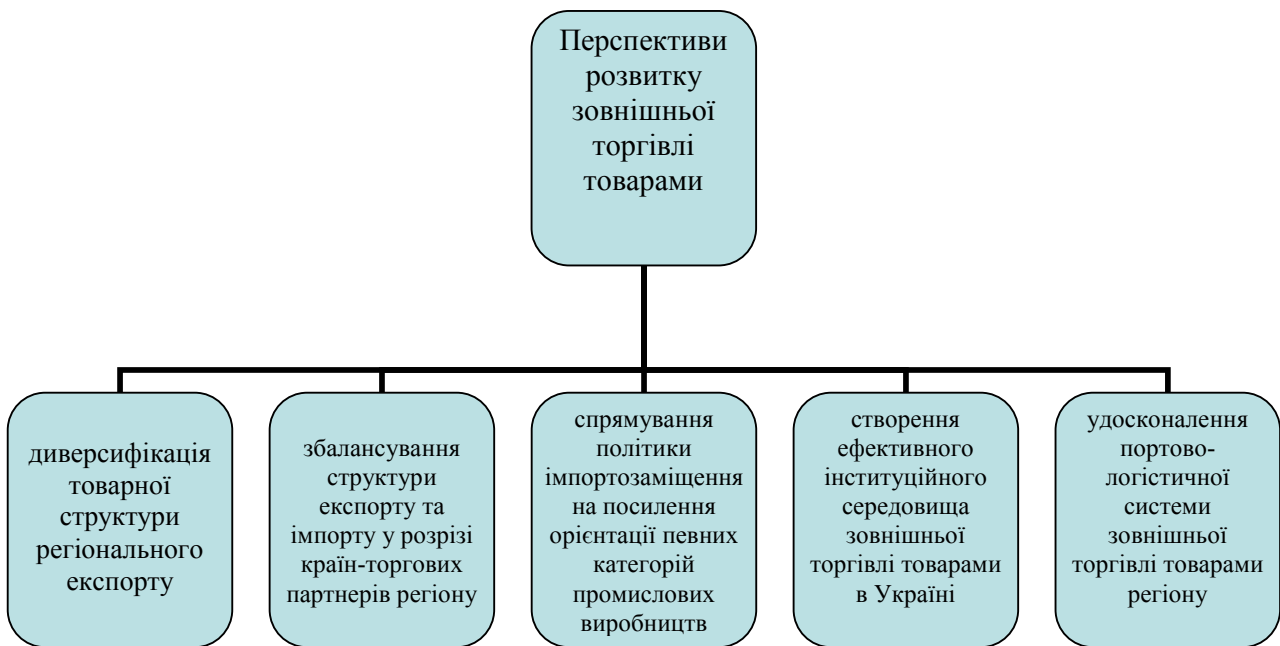 Перспективи
розвитку
зовнішньої
торгівлі
товарами
диверсифікація
товарної
структури
регіонального
експорту
збалансування
структури
експорту та
імпорту у розрізі
країн-торгових
партнерів регіону
спрямування
політики
імпортозаміщення
на посилення
орієнтації певних
категорій
промислових
виробництв
створення
ефективного
інституційного
середовища
зовнішньої
торгівлі товарами
в Україні
удосконалення
портово-
логістичної
системи
зовнішньої
торгівлі товарами
регіону